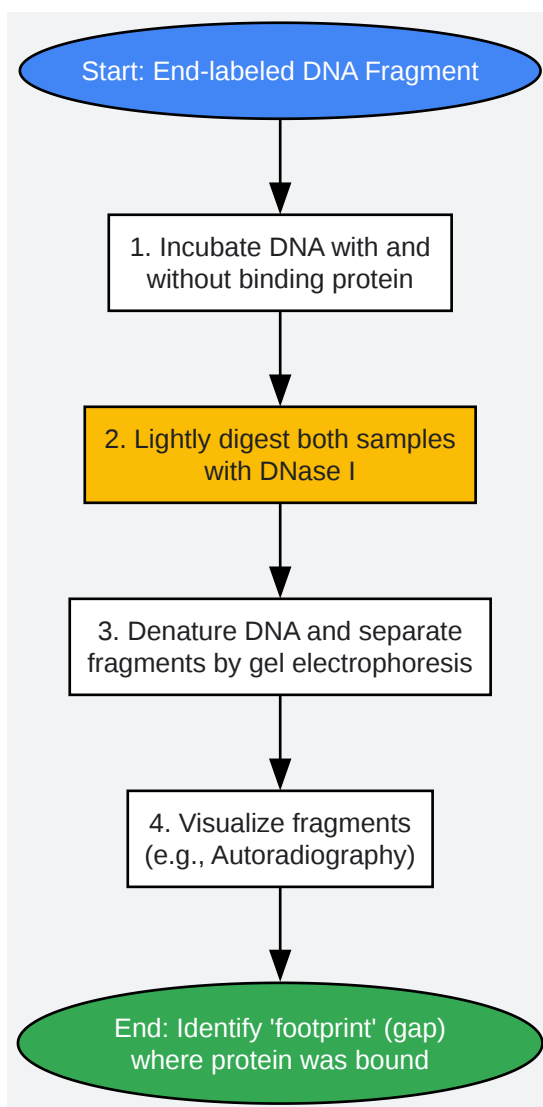 Start: End-labeled DNA Fragment
1. Incubate DNA with and
without binding protein
2. Lightly digest both samples
with DNase I
3. Denature DNA and separate
fragments by gel electrophoresis
4. Visualize fragments
(e.g., Autoradiography)
End: Identify 'footprint' (gap)
where protein was bound